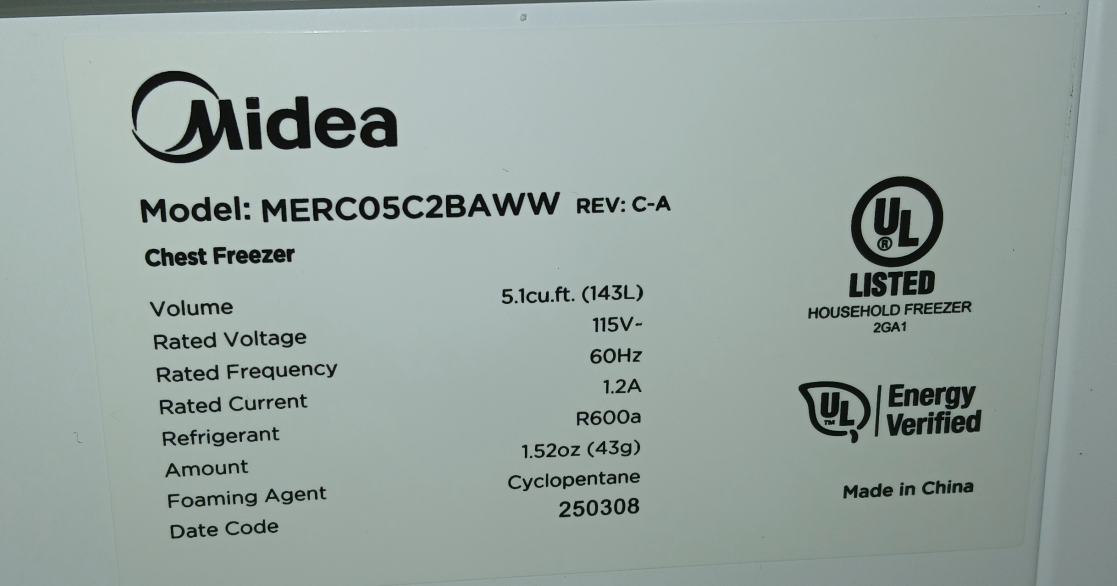 Midea
Model: MERC05C2BAWW REV: C-A
Chest Freezer
Volume 5.1cu.ft. (143L)
Rated Voltage 115V~
Rated Frequency 60Hz
Rated Current 1.2A
Refrigerant R600a
Amount 1.52oz (43g)
Foaming Agent Cyclopentane
Date Code 250308
UL
®
LISTED
HOUSEHOLD FREEZER
2GA1
UL
™
Energy
Verified
Made in China